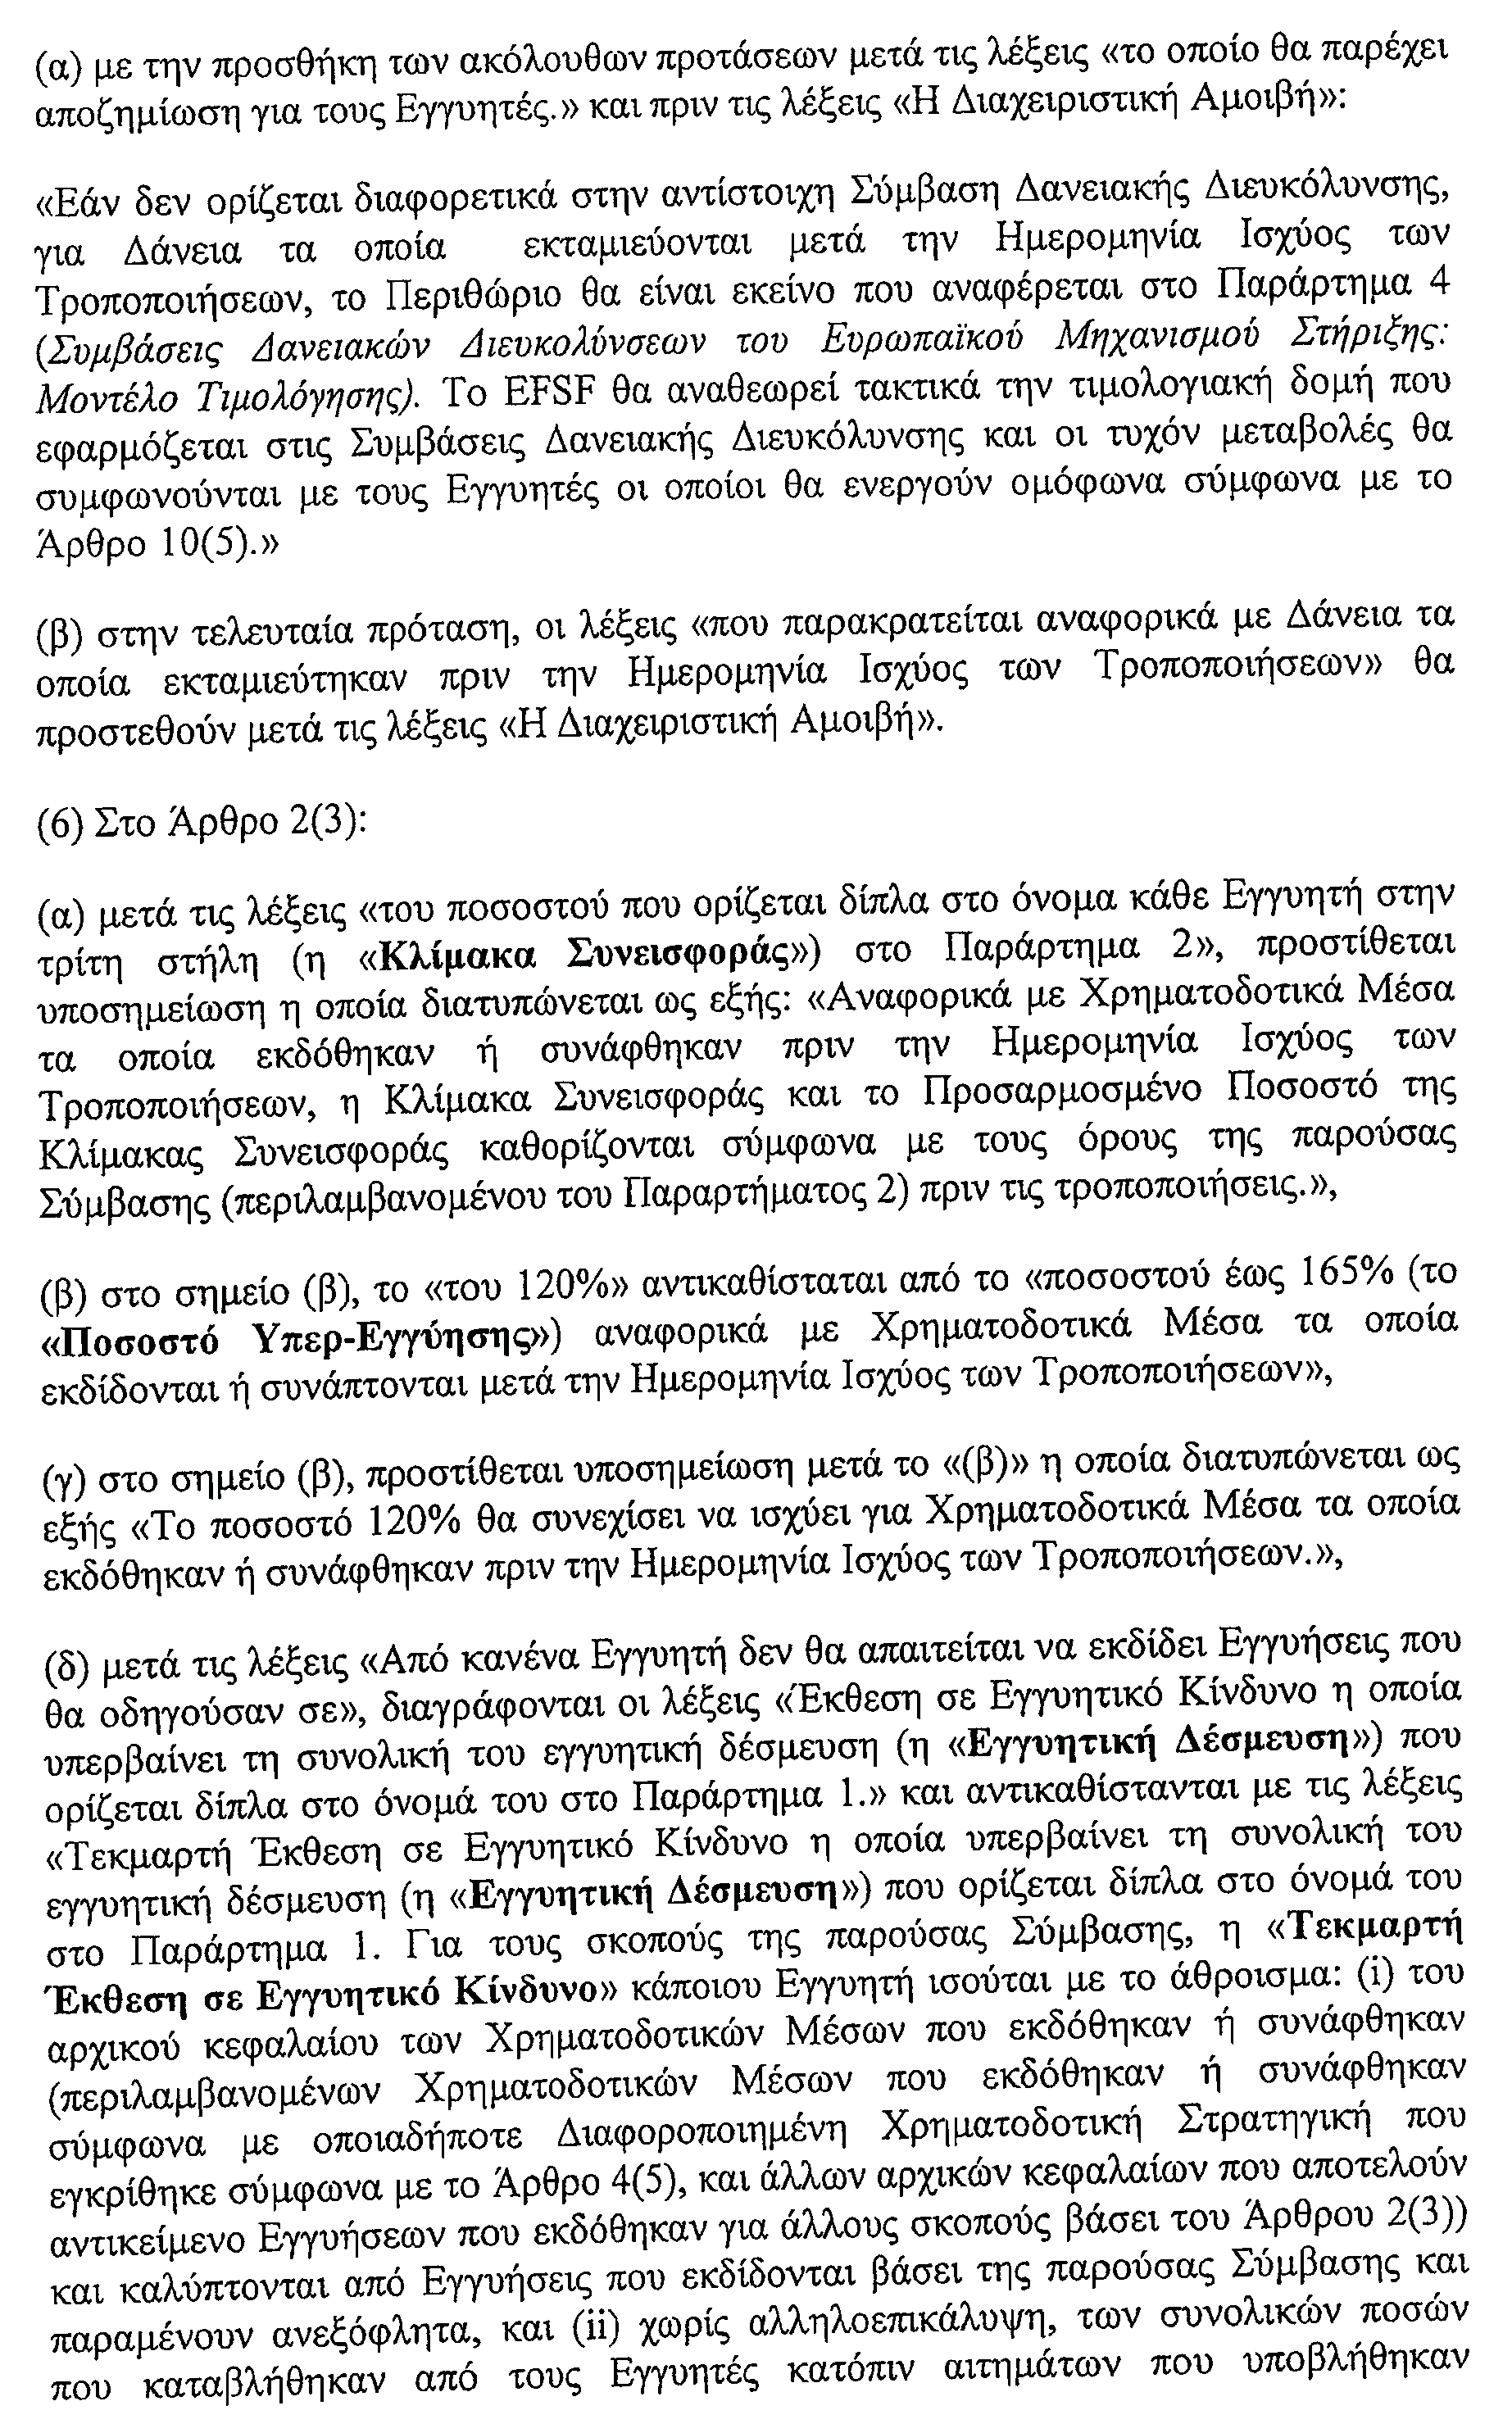 (α) με την προσθήκη των ακόλουθων προτάσεων μετά τις λέξεις «το οποίο θα παρέχει
αποζημίωση για τους Εγγυητές.» και πριν τις λέξεις «Η Διαχειριστική Αμοιβή»:
«Εάν δεν ορίζεται διαφορετικά στην αντίστοιχη Σύμβαση Δανειακής Διευκόλυνσης,
για Δάνεια τα οποία εκταμιεύονται μετά την Ημερομηνία Ισχύος των
Τροποποιήσεων, το Περιθώριο θα είναι εκείνο που αναφέρεται στο Παράρτημα 4
(Συμβάσεις Δανειακών Διευκολύνσεων του Ευρωπαϊκού Μηχανισμού Στήριξης:
Μοντέλο Τιμολόγησης). Το EFSF θα αναθεωρεί τακτικά την τιμολογιακή δομή που
εφαρμόζεται στις Συμβάσεις Δανειακής Διευκόλυνσης και οι τυχόν μεταβολές θα
συμφωνούνται με τους Εγγυητές οι οποίοι θα ενεργούν ομόφωνα σύμφωνα με το
Άρθρο 10(5).»
(β) στην τελευταία πρόταση, οι λέξεις «που παρακρατείται αναφορικά με Δάνεια τα
οποία εκταμιεύτηκαν πριν την Ημερομηνία Ισχύος των Τροποποιήσεων» θα
προστεθούν μετά τις λέξεις «Η Διαχειριστική Αμοιβή».
(6) Στο Άρθρο 2(3):
(α) μετά τις λέξεις «του ποσοστού που ορίζεται δίπλα στο όνομα κάθε Εγγυητή στην
τρίτη στήλη (η «Κλίμακα Συνεισφοράς») στο Παράρτημα 2», προστίθεται
υποσημείωση η οποία διατυπώνεται ως εξής: «Αναφορικά με Χρηματοδοτικά Μέσα
τα οποία εκδόθηκαν ή συνάφθηκαν πριν την Ημερομηνία Ισχύος των
Τροποποιήσεων, η Κλίμακα Συνεισφοράς και το Προσαρμοσμένο Ποσοστό της
Κλίμακας Συνεισφοράς καθορίζονται σύμφωνα με τους όρους της παρούσας
Σύμβασης (περιλαμβανομένου του Παραρτήματος 2) πριν τις τροποποιήσεις.»,
(β) στο σημείο (β), το «του 120%» αντικαθίσταται από το «ποσοστού έως 165% (το
«Ποσοστό Υπερ-Εγγύησης») αναφορικά με Χρηματοδοτικά Μέσα τα οποία
εκδίδονται ή συνάπτονται μετά την Ημερομηνία Ισχύος των Τροποποιήσεων»,
(γ) στο σημείο (β), προστίθεται υποσημείωση μετά το «(β)» η οποία διατυπώνεται ως
εξής «Το ποσοστό 120% θα συνεχίσει να ισχύει για Χρηματοδοτικά Μέσα τα οποία
εκδόθηκαν ή συνάφθηκαν πριν την Ημερομηνία Ισχύος των Τροποποιήσεων.»,
(δ) μετά τις λέξεις «Από κανένα Εγγυητή δεν θα απαιτείται να εκδίδει Εγγυήσεις που
θα οδηγούσαν σε», διαγράφονται οι λέξεις «Έκθεση σε Εγγυητικό Κίνδυνο η οποία
υπερβαίνει τη συνολική του εγγυητική δέσμευση (η «Εγγυητική Δέσμευση») που
ορίζεται δίπλα στο όνομά του στο Παράρτημα 1.» και αντικαθίστανται με τις λέξεις
«Τεκμαρτή Έκθεση σε Εγγυητικό Κίνδυνο η οποία υπερβαίνει τη συνολική του
εγγυητική δέσμευση (η «Εγγυητική Δέσμευση») που ορίζεται δίπλα στο όνομά του
στο Παράρτημα 1. Για τους σκοπούς της παρούσας Σύμβασης, η «Τεκμαρτή
Έκθεση σε Εγγυητικό Κίνδυνο» κάποιου Εγγυητή ισούται με το άθροισμα: (i) του
αρχικού κεφαλαίου των Χρηματοδοτικών Μέσων που εκδόθηκαν ή συνάφθηκαν
(περιλαμβανομένων Χρηματοδοτικών Μέσων που εκδόθηκαν ή συνάφθηκαν
σύμφωνα με οποιαδήποτε Διαφοροποιημένη Χρηματοδοτική Στρατηγική που
εγκρίθηκε σύμφωνα με το Άρθρο 4(5), και άλλων αρχικών κεφαλαίων που αποτελούν
αντικείμενο Εγγυήσεων που εκδόθηκαν για άλλους σκοπούς βάσει του Άρθρου 2(3))
και καλύπτονται από Εγγυήσεις που εκδίδονται βάσει της παρούσας Σύμβασης και
παραμένουν ανεξόφλητα, και (ii) χωρίς αλληλοεπικάλυψη, των συνολικών ποσών
που καταβλήθηκαν από τους Εγγυητές κατόπιν αιτημάτων που υποβλήθηκαν